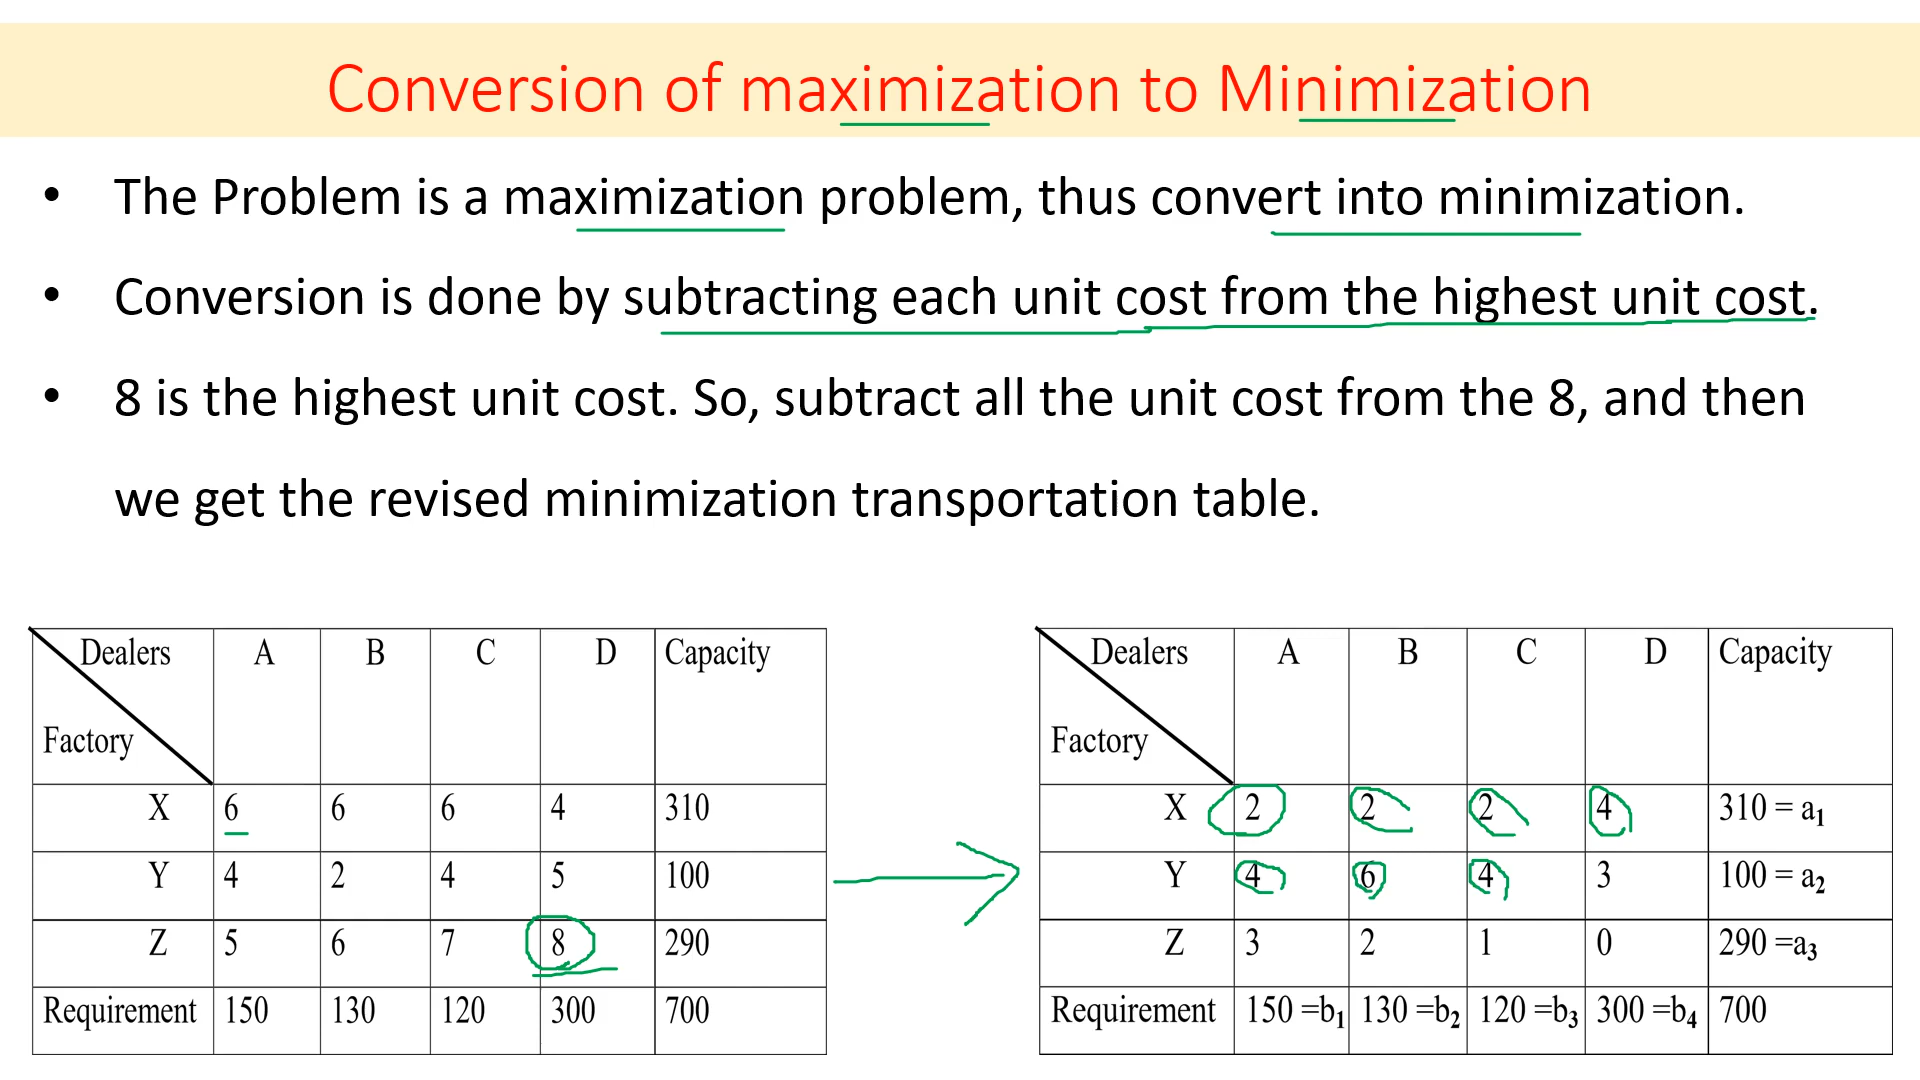 Conversion of maximization to Minimization
• The Problem is a maximization problem, thus convert into minimization.
• Conversion is done by subtracting each unit cost from the highest unit cost.
• 8 is the highest unit cost. So, subtract all the unit cost from the 8, and then
we get the revised minimization transportation table.
Dealers A B C D Capacity
Factory
X 6 6 6 4 310
Y 4 2 4 5 100
Z 5 6 7 8 290
Requirement 150 130 120 300 700
Dealers A B C D Capacity
Factory
X 2 2 2 4 310 = a₁
Y 4 6 4 3 100 = a₂
Z 3 2 1 0 290 =a₃
Requirement 150 =b₁ 130 =b₂ 120 =b₃ 300 =b₄ 700